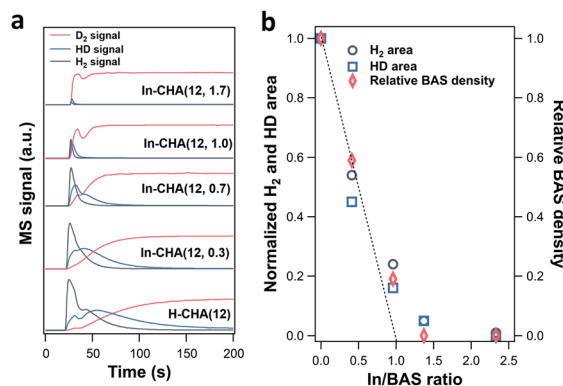 a
D₂ signal
HD signal
H₂ signal
In-CHA(12, 1.7)
In-CHA(12, 1.0)
In-CHA(12, 0.7)
In-CHA(12, 0.3)
H-CHA(12)
MS signal (a.u.)
0 50 100 150 200
Time (s)
b
H₂ area
HD area
Relative BAS density
Normalized H₂ and HD area
1.0
0.8
0.6
0.4
0.2
0.0
1.0
0.8
0.6
0.4
0.2
0.0
Relative BAS density
0.0 0.5 1.0 1.5 2.0 2.5
In/BAS ratio